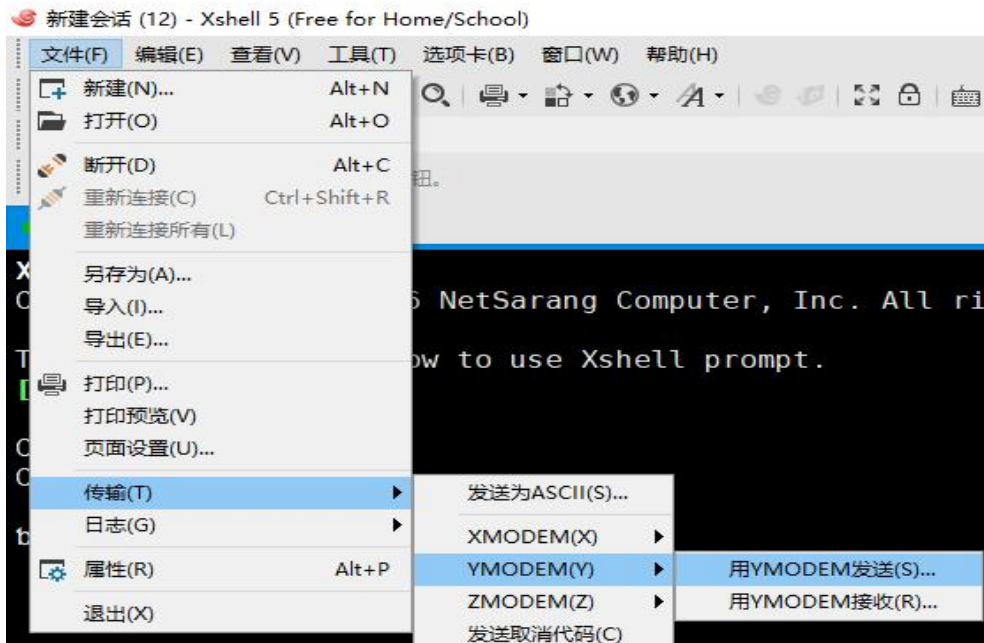 新建会话 (12) - Xshell 5 (Free for Home/School)
文件(F) 编辑(E) 查看(V) 工具(T) 选项卡(B) 窗口(W) 帮助(H)
新建(N)... Alt+N
打开(O) Alt+O
断开(D) Alt+C
钮。
重新连接(C) Ctrl+Shift+R
重新连接所有(L)
另存为(A)...
导入(I)...
NetSarang Computer, Inc. All ri
导出(E)...
ow to use Xshell prompt.
打印(P)...
打印预览(V)
页面设置(U)...
传输(T)
发送为ASCII(S)...
日志(G)
XMODEM(X)
属性(R) Alt+P
YMODEM(Y)
用YMODEM发送(S)...
ZMODEM(Z)
用YMODEM接收(R)...
退出(X)
发送取消代码(C)